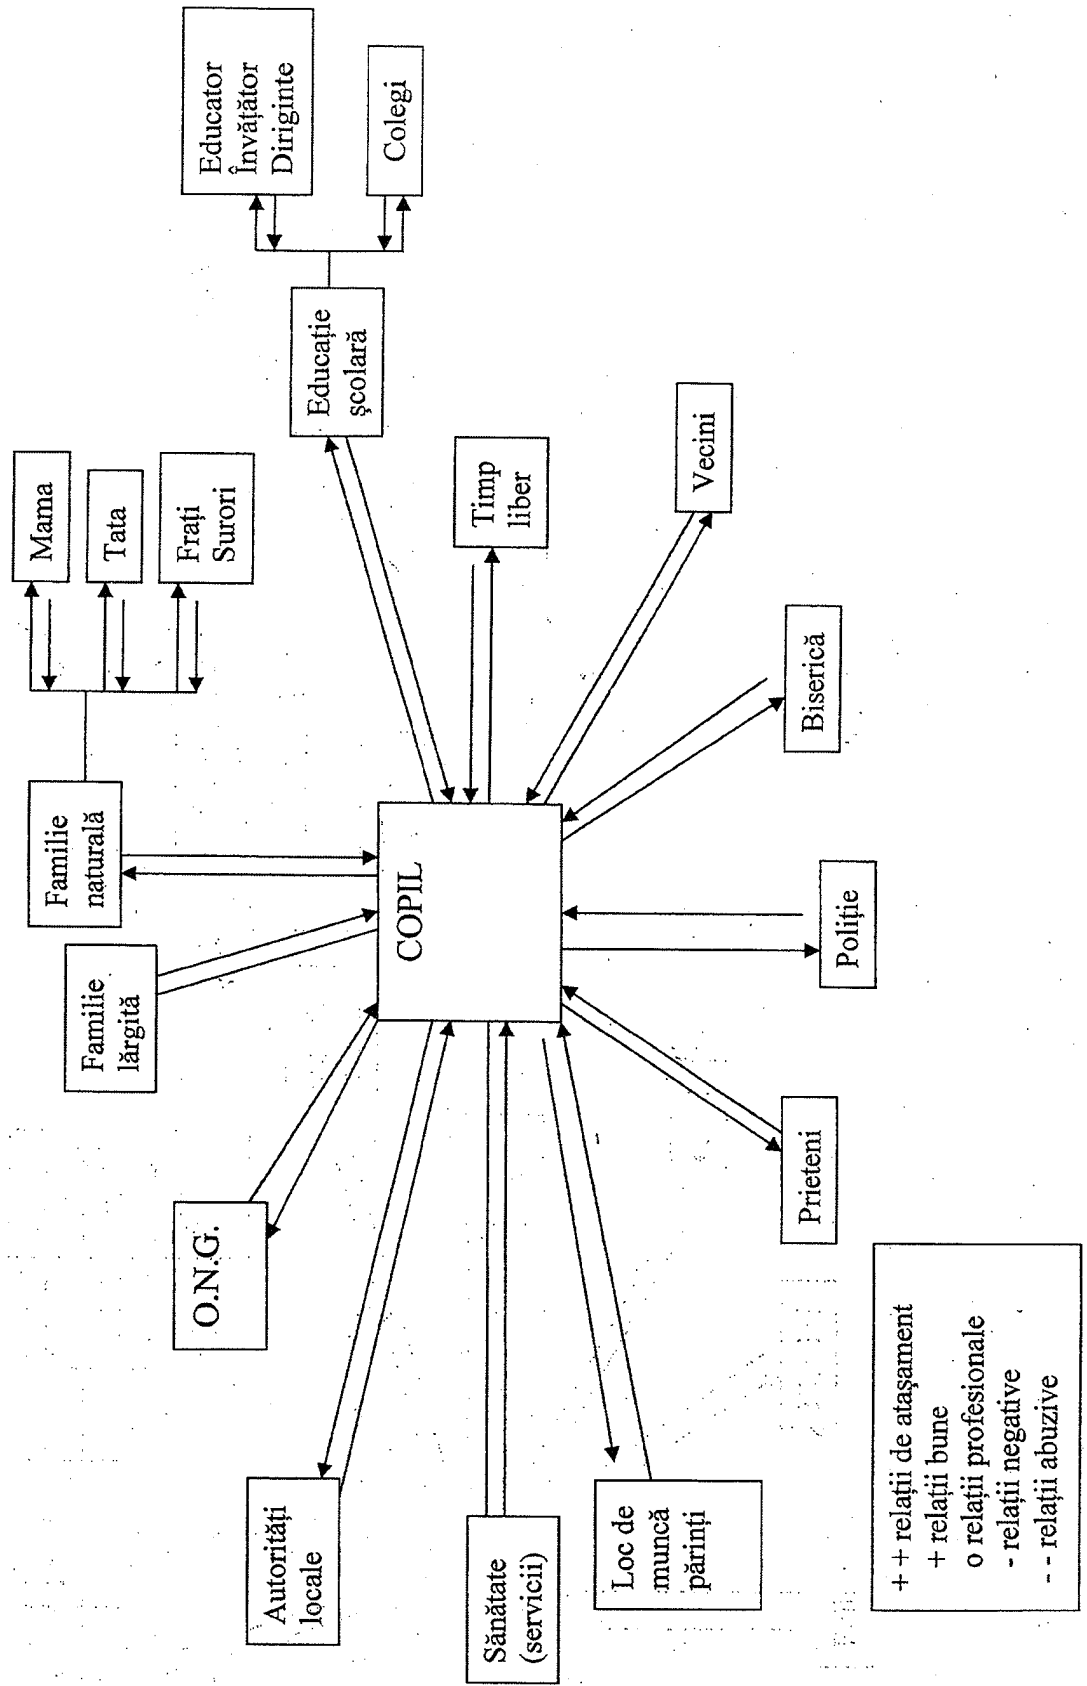 Autorități
locale
O.N.G.
Familie
lărgită
Familie
naturală
Mama
Tata
Frați
Surori
Educație
școlară
Educator
Învățător
Diriginte
Colegi
COPIL
Timp
liber
Vecini
Biserică
Poliție
Prieteni
Loc de
muncă
părinți
Sănătate
(servicii)
+ + relații de atașament
+ relații bune
o relații profesionale
- relații negative
- - relații abuzive